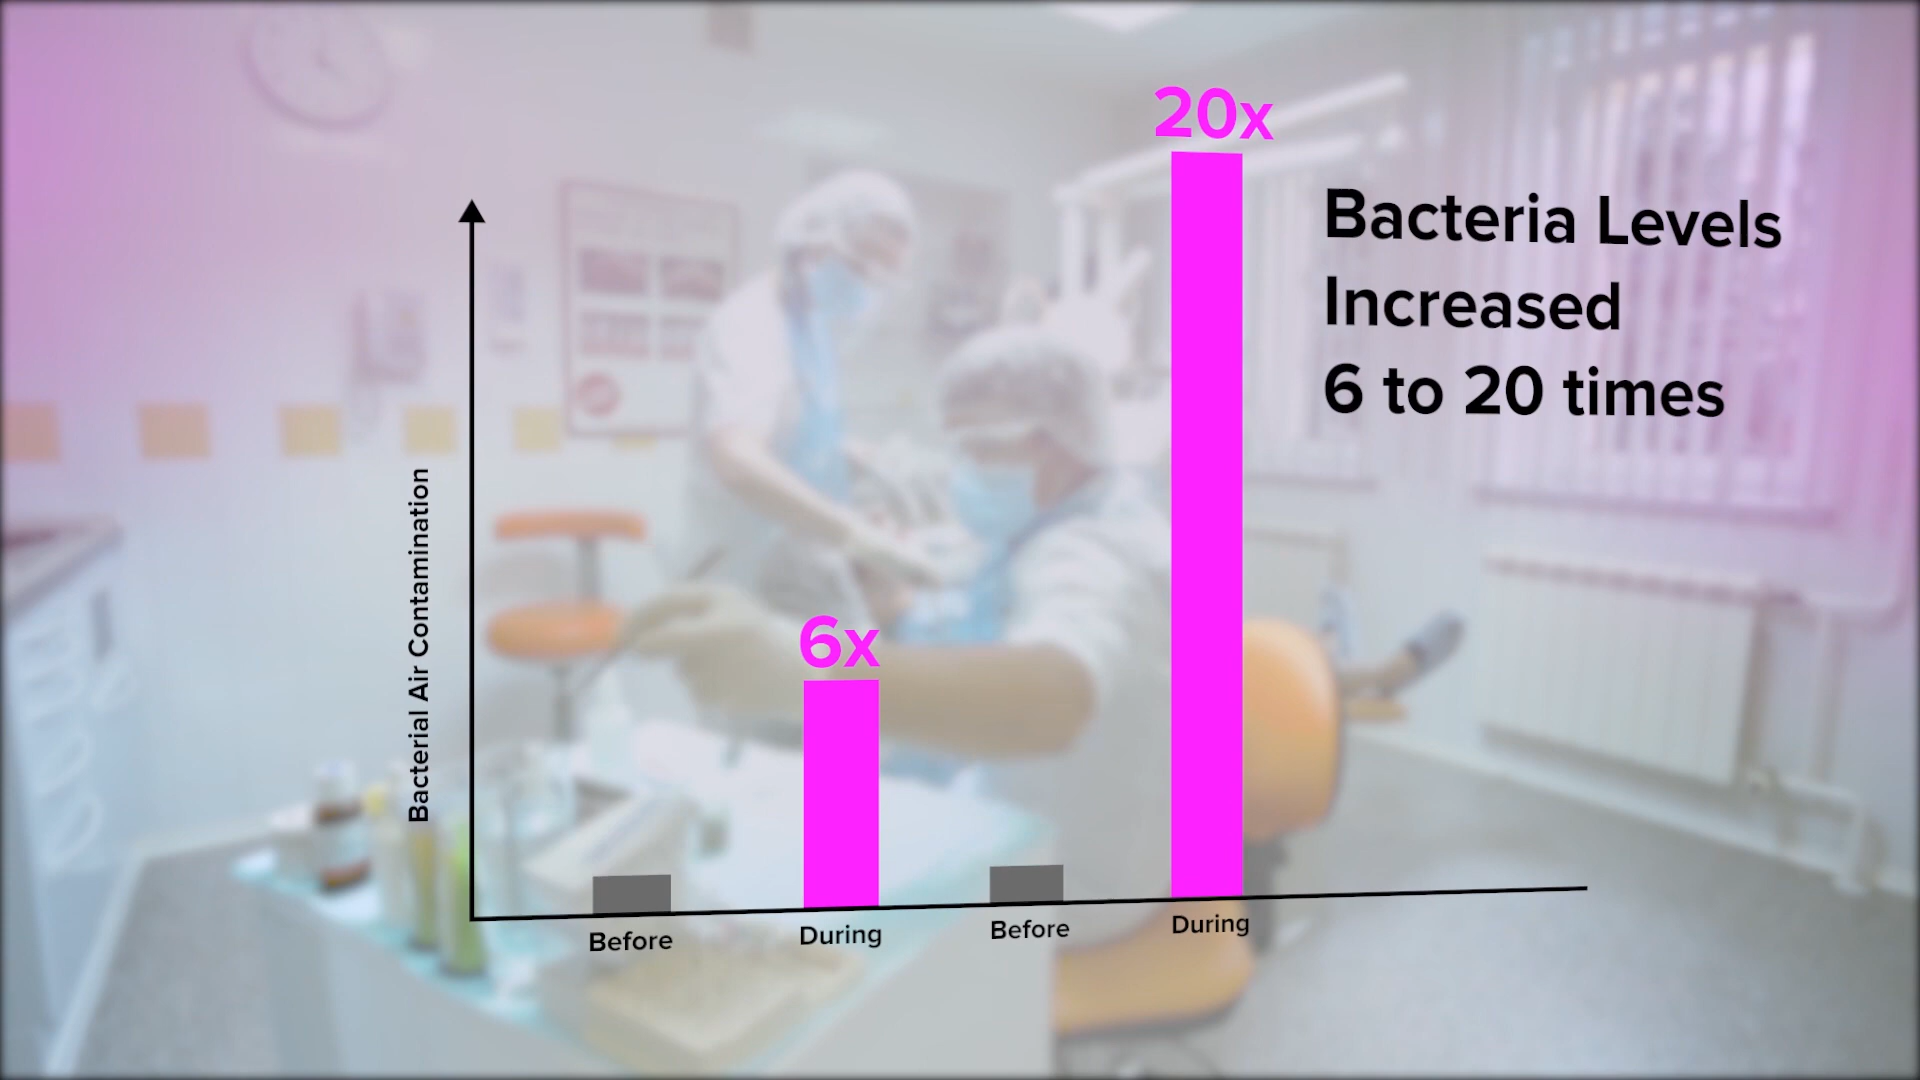 20x
Bacteria Levels
Increased
6 to 20 times
Bacterial Air Contamination
6x
Before
During
Before
During